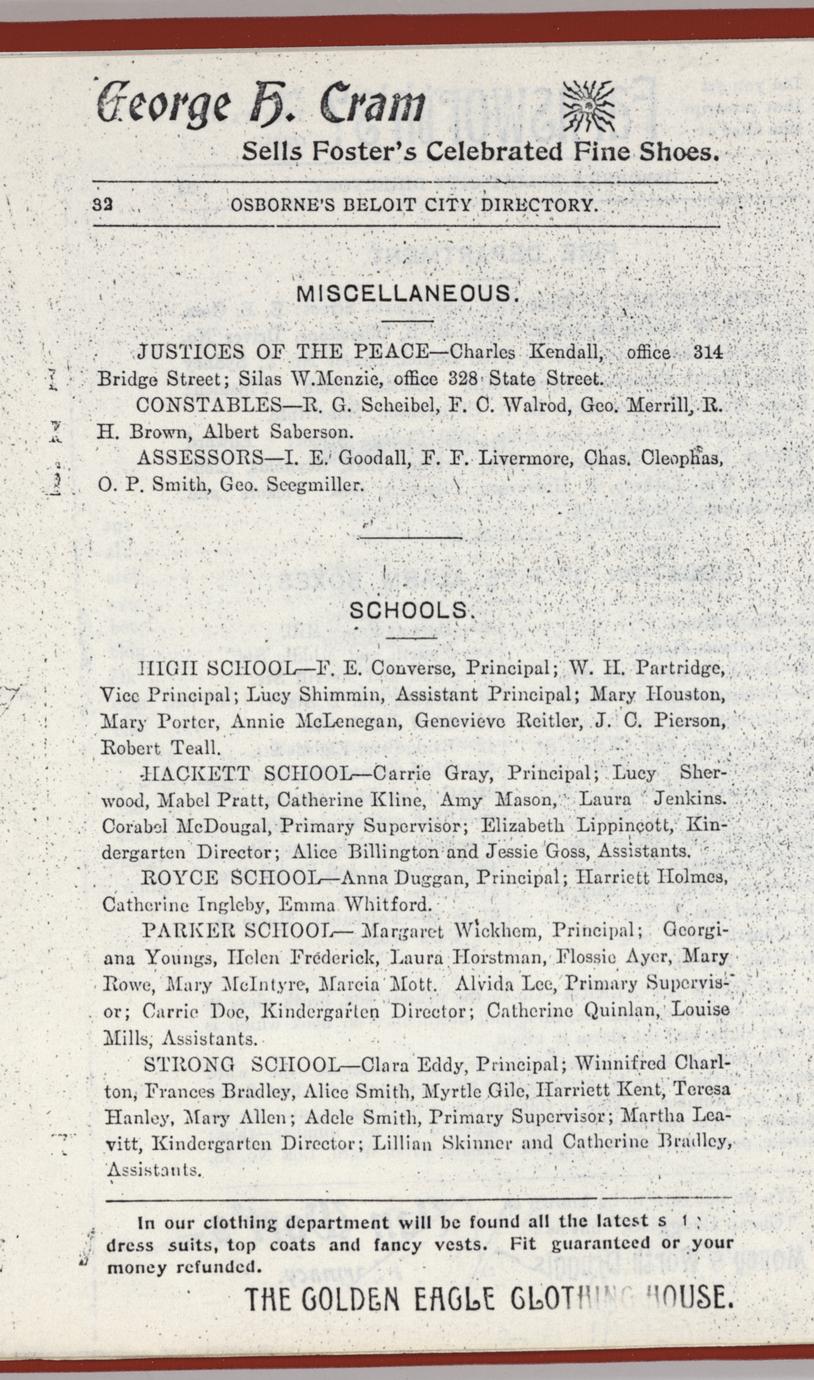 George H. Cram
Sells Foster's Celebrated Fine Shoes.
32 OSBORNE'S BELOIT CITY DIRECTORY.
MISCELLANEOUS.
JUSTICES OF THE PEACE—Charles Kendall, office 314
Bridge Street; Silas W.Menzie, office 328 State Street.
CONSTABLES—R. G. Scheibel, F. C. Walrod, Geo. Merrill, R.
H. Brown, Albert Saberson.
ASSESSORS—I. E. Goodall, F. F. Livermore, Chas. Cleophas,
O. P. Smith, Geo. Seegmiller.
SCHOOLS.
HIGH SCHOOL—F. E. Converse, Principal; W. H. Partridge,
Vice Principal; Lucy Shimmin, Assistant Principal; Mary Houston,
Mary Porter, Annie McLenegan, Genevieve Reitler, J. C. Pierson,
Robert Teall.
HACKETT SCHOOL—Carrie Gray, Principal; Lucy Sher-
wood, Mabel Pratt, Catherine Kline, Amy Mason, Laura Jenkins.
Corabel McDougal, Primary Supervisor; Elizabeth Lippincott, Kin-
dergarten Director; Alice Billington and Jessie Goss, Assistants.
ROYCE SCHOOL—Anna Duggan, Principal; Harriett Holmes,
Catherine Ingleby, Emma Whitford.
PARKER SCHOOL— Margaret Wickhem, Principal; Georgi-
ana Youngs, Helen Frederick, Laura Horstman, Flossie Ayer, Mary
Rowe, Mary McIntyre, Marcia Mott. Alvida Lee, Primary Supervis-
or; Carrie Doe, Kindergarten Director; Catherine Quinlan, Louise
Mills, Assistants.
STRONG SCHOOL—Clara Eddy, Principal; Winnifred Charl-
ton, Frances Bradley, Alice Smith, Myrtle Gile, Harriett Kent, Teresa
Hanley, Mary Allen; Adele Smith, Primary Supervisor; Martha Lea-
vitt, Kindergarten Director; Lillian Skinner and Catherine Bradley,
Assistants.
In our clothing department will be found all the latest
dress suits, top coats and fancy vests. Fit guaranteed or your
money refunded.
THE GOLDEN EAGLE CLOTHING HOUSE.